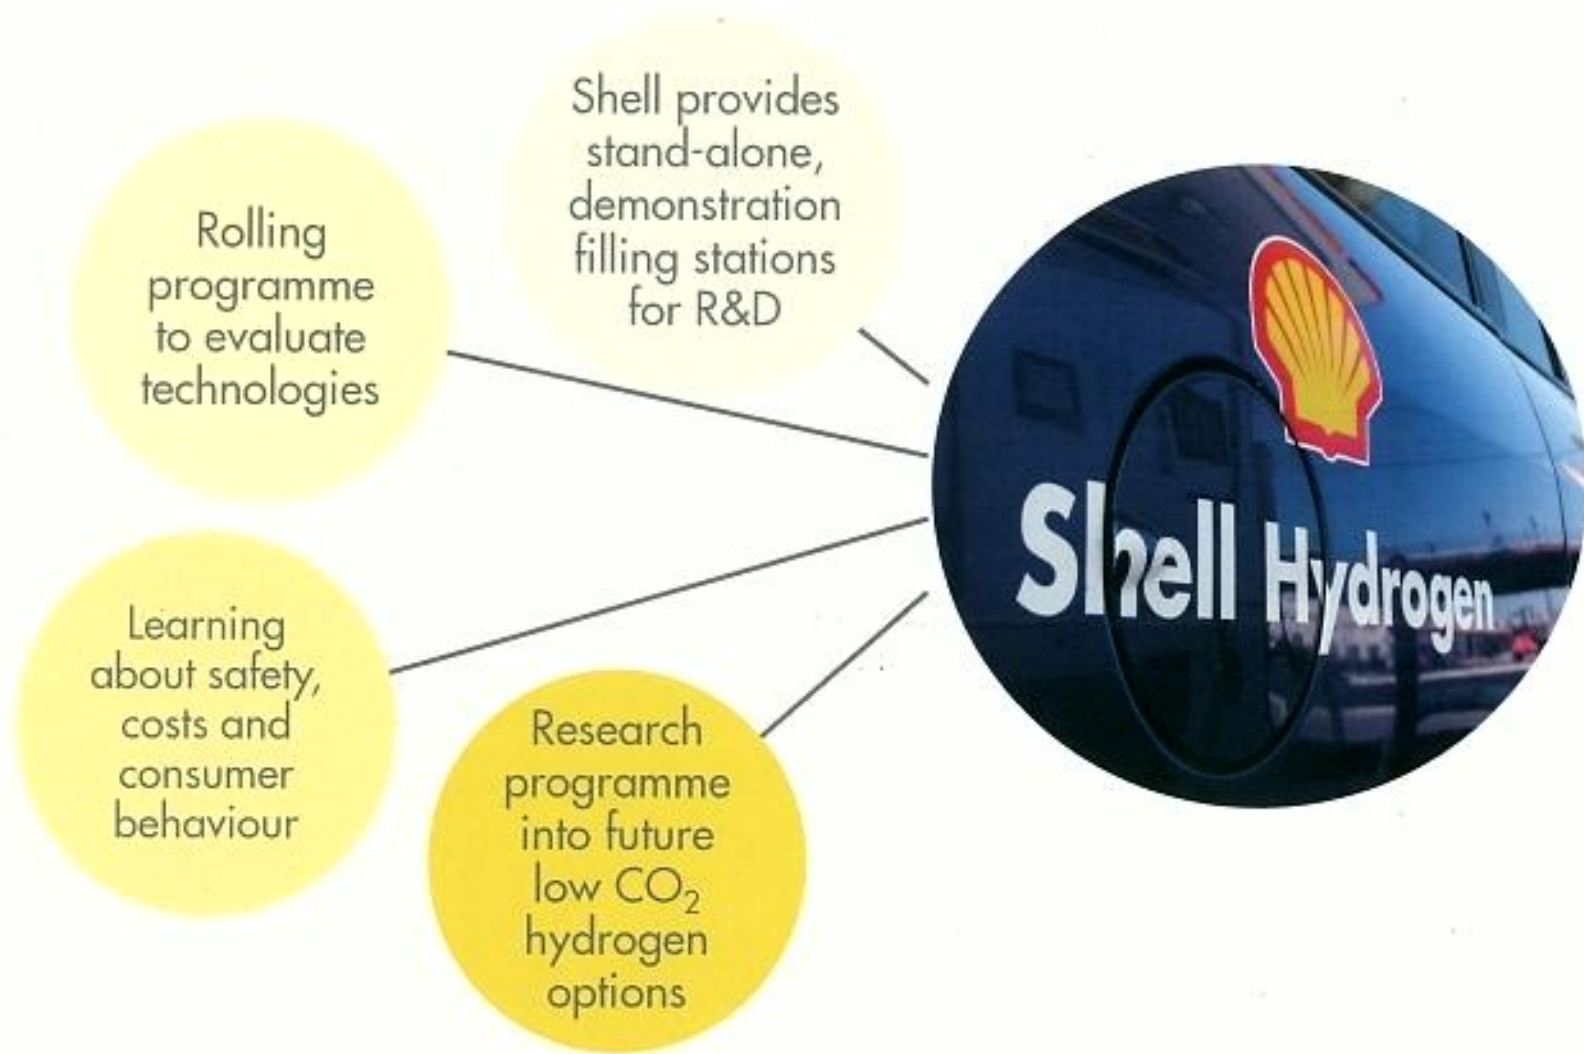 Shell provides
stand-alone,
demonstration
filling stations
for R&D
Rolling
programme
to evaluate
technologies
Learning
about safety,
costs and
consumer
behaviour
Research
programme
into future
low CO₂
hydrogen
options
Shell Hydrogen